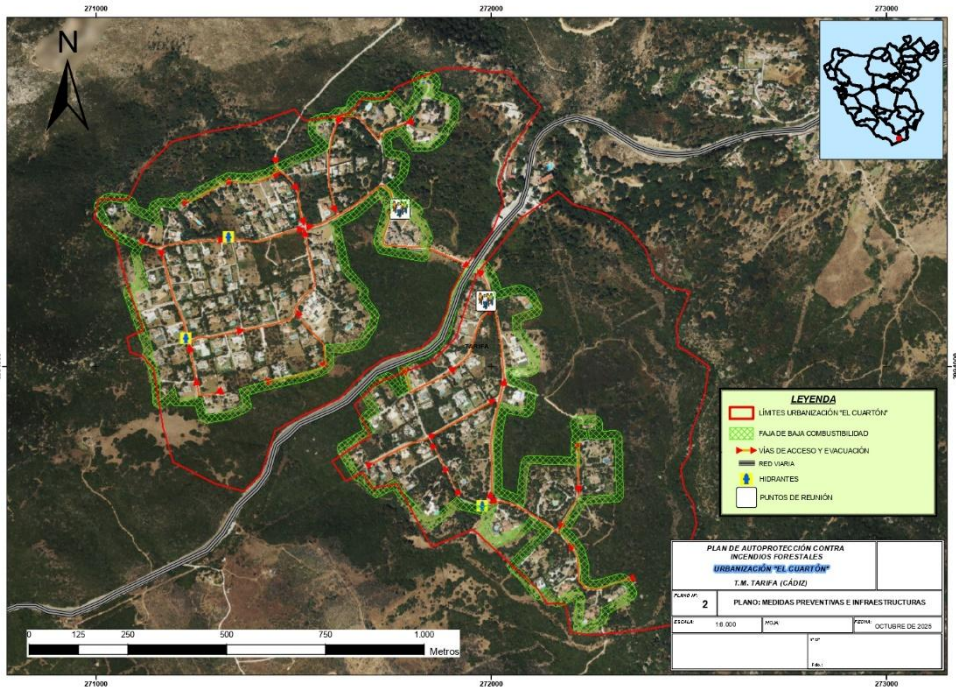 271000
272000
273000
N
TARIFA
LEYENDA
LÍMITES URBANIZACIÓN "EL CUARTÓN"
FAJA DE BAJA COMBUSTIBILIDAD
VÍAS DE ACCESO Y EVACUACIÓN
RED VIARIA
HIDRANTES
PUNTOS DE REUNIÓN
PLAN DE AUTOPROTECCIÓN CONTRA
INCENDIOS FORESTALES
URBANIZACIÓN "EL CUARTÓN"
T.M. TARIFA (CÁDIZ)
PLANO Nº:
2
PLANO: MEDIDAS PREVENTIVAS E INFRAESTRUCTURAS
ESCALA:
HOJA:
FECHA:
OCTUBRE DE 2025
0 125 250 500 750 1.000
Metros
271000
272000
273000